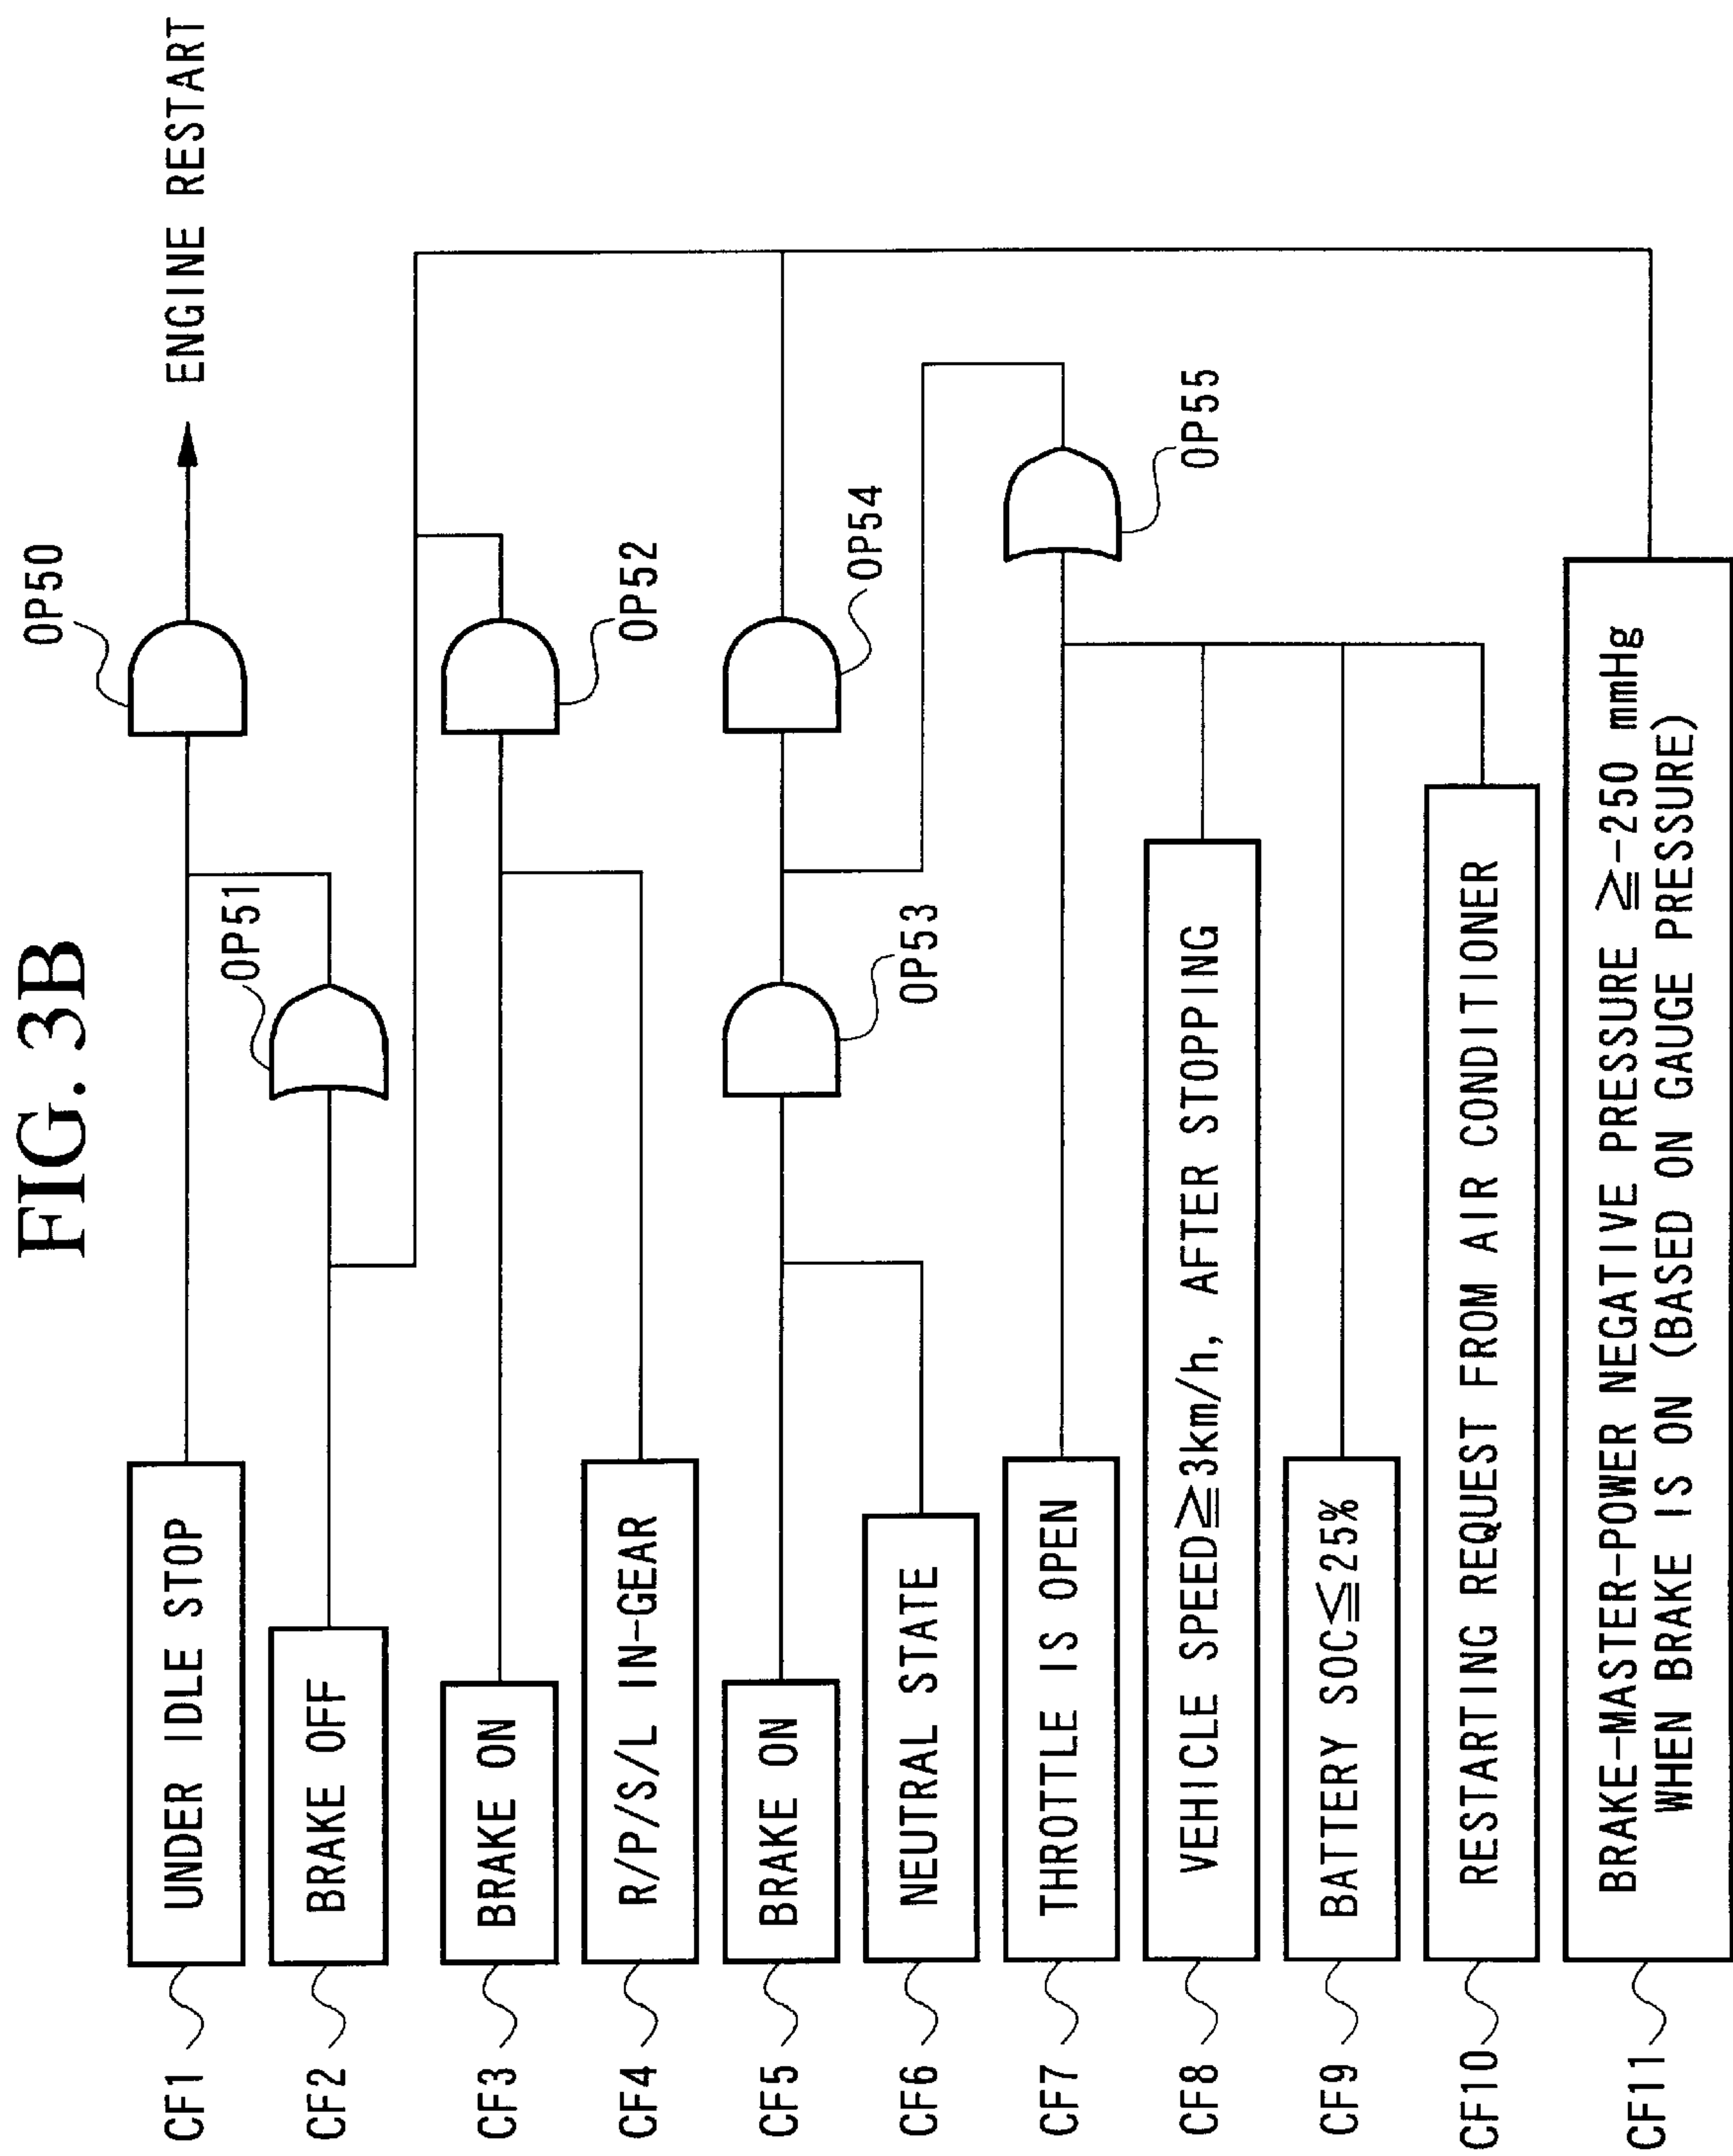 FIG. 3B
CF1
UNDER IDLE STOP
OP50
ENGINE RESTART
CF2
BRAKE OFF
OP51
CF3
BRAKE ON
OP52
CF4
R/P/S/L IN-GEAR
CF5
BRAKE ON
OP53
OP54
CF6
NEUTRAL STATE
CF7
THROTTLE IS OPEN
OP55
CF8
VEHICLE SPEED≧3km/h, AFTER STOPPING
CF9
BATTERY SOC≦25%
CF10
RESTARTING REQUEST FROM AIR CONDITIONER
CF11
BRAKE-MASTER-POWER NEGATIVE PRESSURE ≧-250 mmHg
WHEN BRAKE IS ON (BASED ON GAUGE PRESSURE)